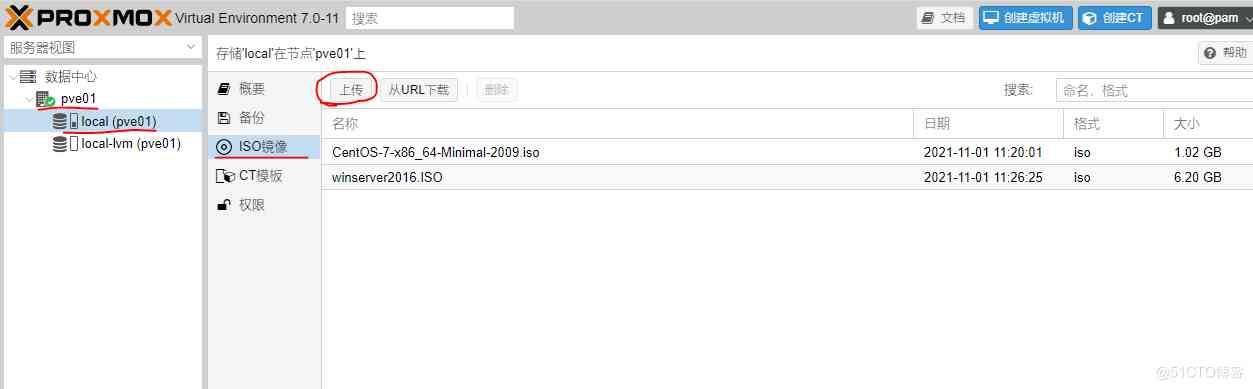 PROXMOX Virtual Environment 7.0-11 搜索 文档 创建虚拟机 创建CT root@pam
服务器视图
存储'local'在节点'pve01'上 帮助
数据中心
pve01
local (pve01)
local-lvm (pve01)
概要
备份
ISO镜像
CT模板
权限
上传 从URL下载 删除 搜索: 命名、格式
名称 日期 格式 大小
CentOS-7-x86_64-Minimal-2009.iso 2021-11-01 11:20:01 iso 1.02 GB
winserver2016.ISO 2021-11-01 11:26:25 iso 6.20 GB
@51CTO博客